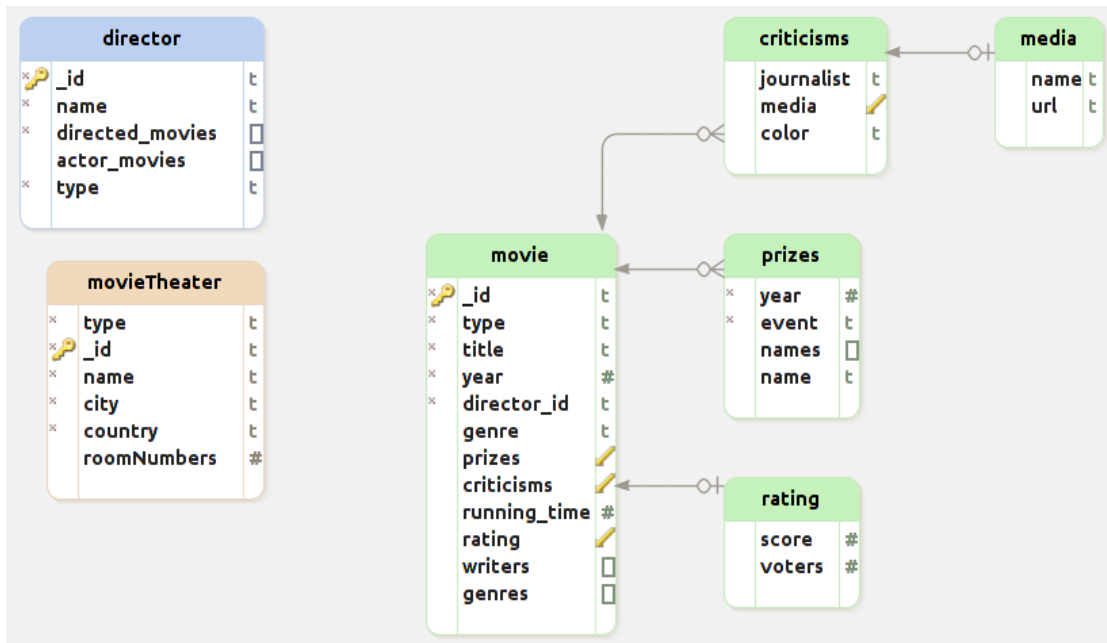 director
_id t
name t
directed_movies
actor_movies
type t
movieTheater
type t
_id t
name t
city t
country t
roomNumbers #
movie
_id t
type t
title t
year #
director_id t
genre t
prizes
criticisms
running_time #
rating
writers
genres
criticisms
journalist t
media
color t
media
name t
url t
prizes
year #
event t
names
name t
rating
score #
voters #